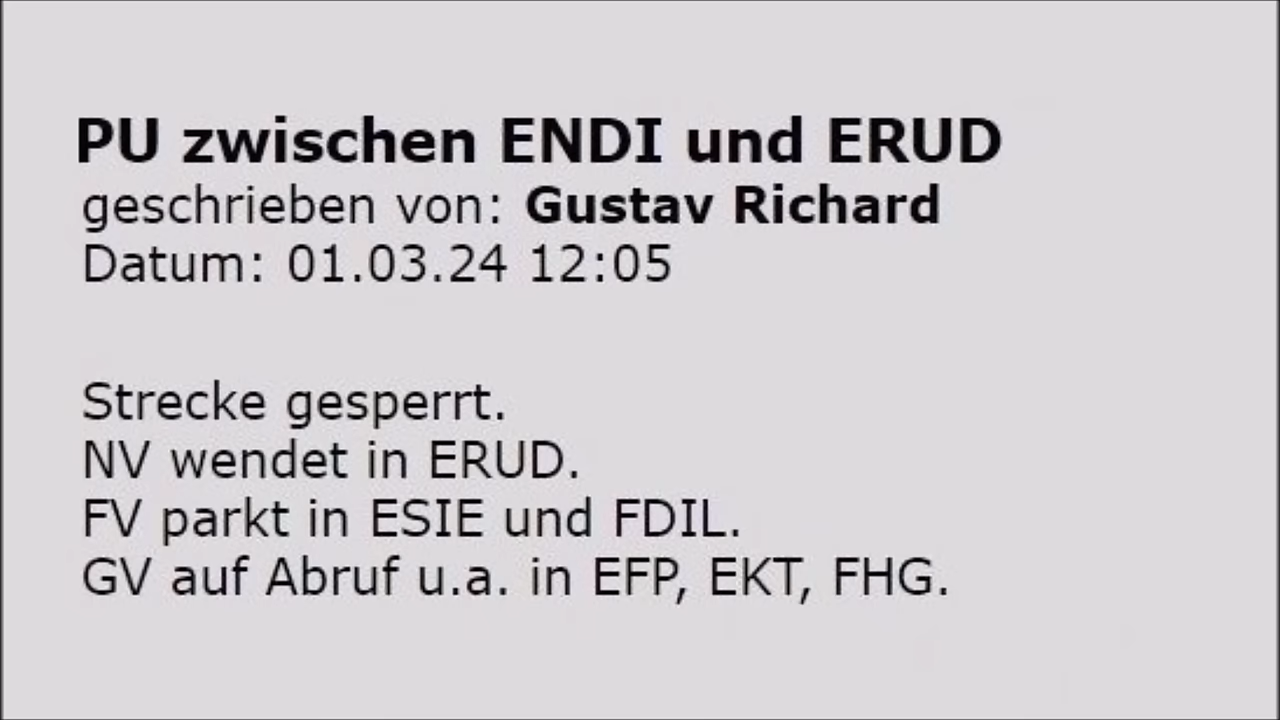 PU zwischen ENDI und ERUD
geschrieben von: Gustav Richard
Datum: 01.03.24 12:05
Strecke gesperrt.
NV wendet in ERUD.
FV parkt in ESIE und FDIL.
GV auf Abruf u.a. in EFP, EKT, FHG.